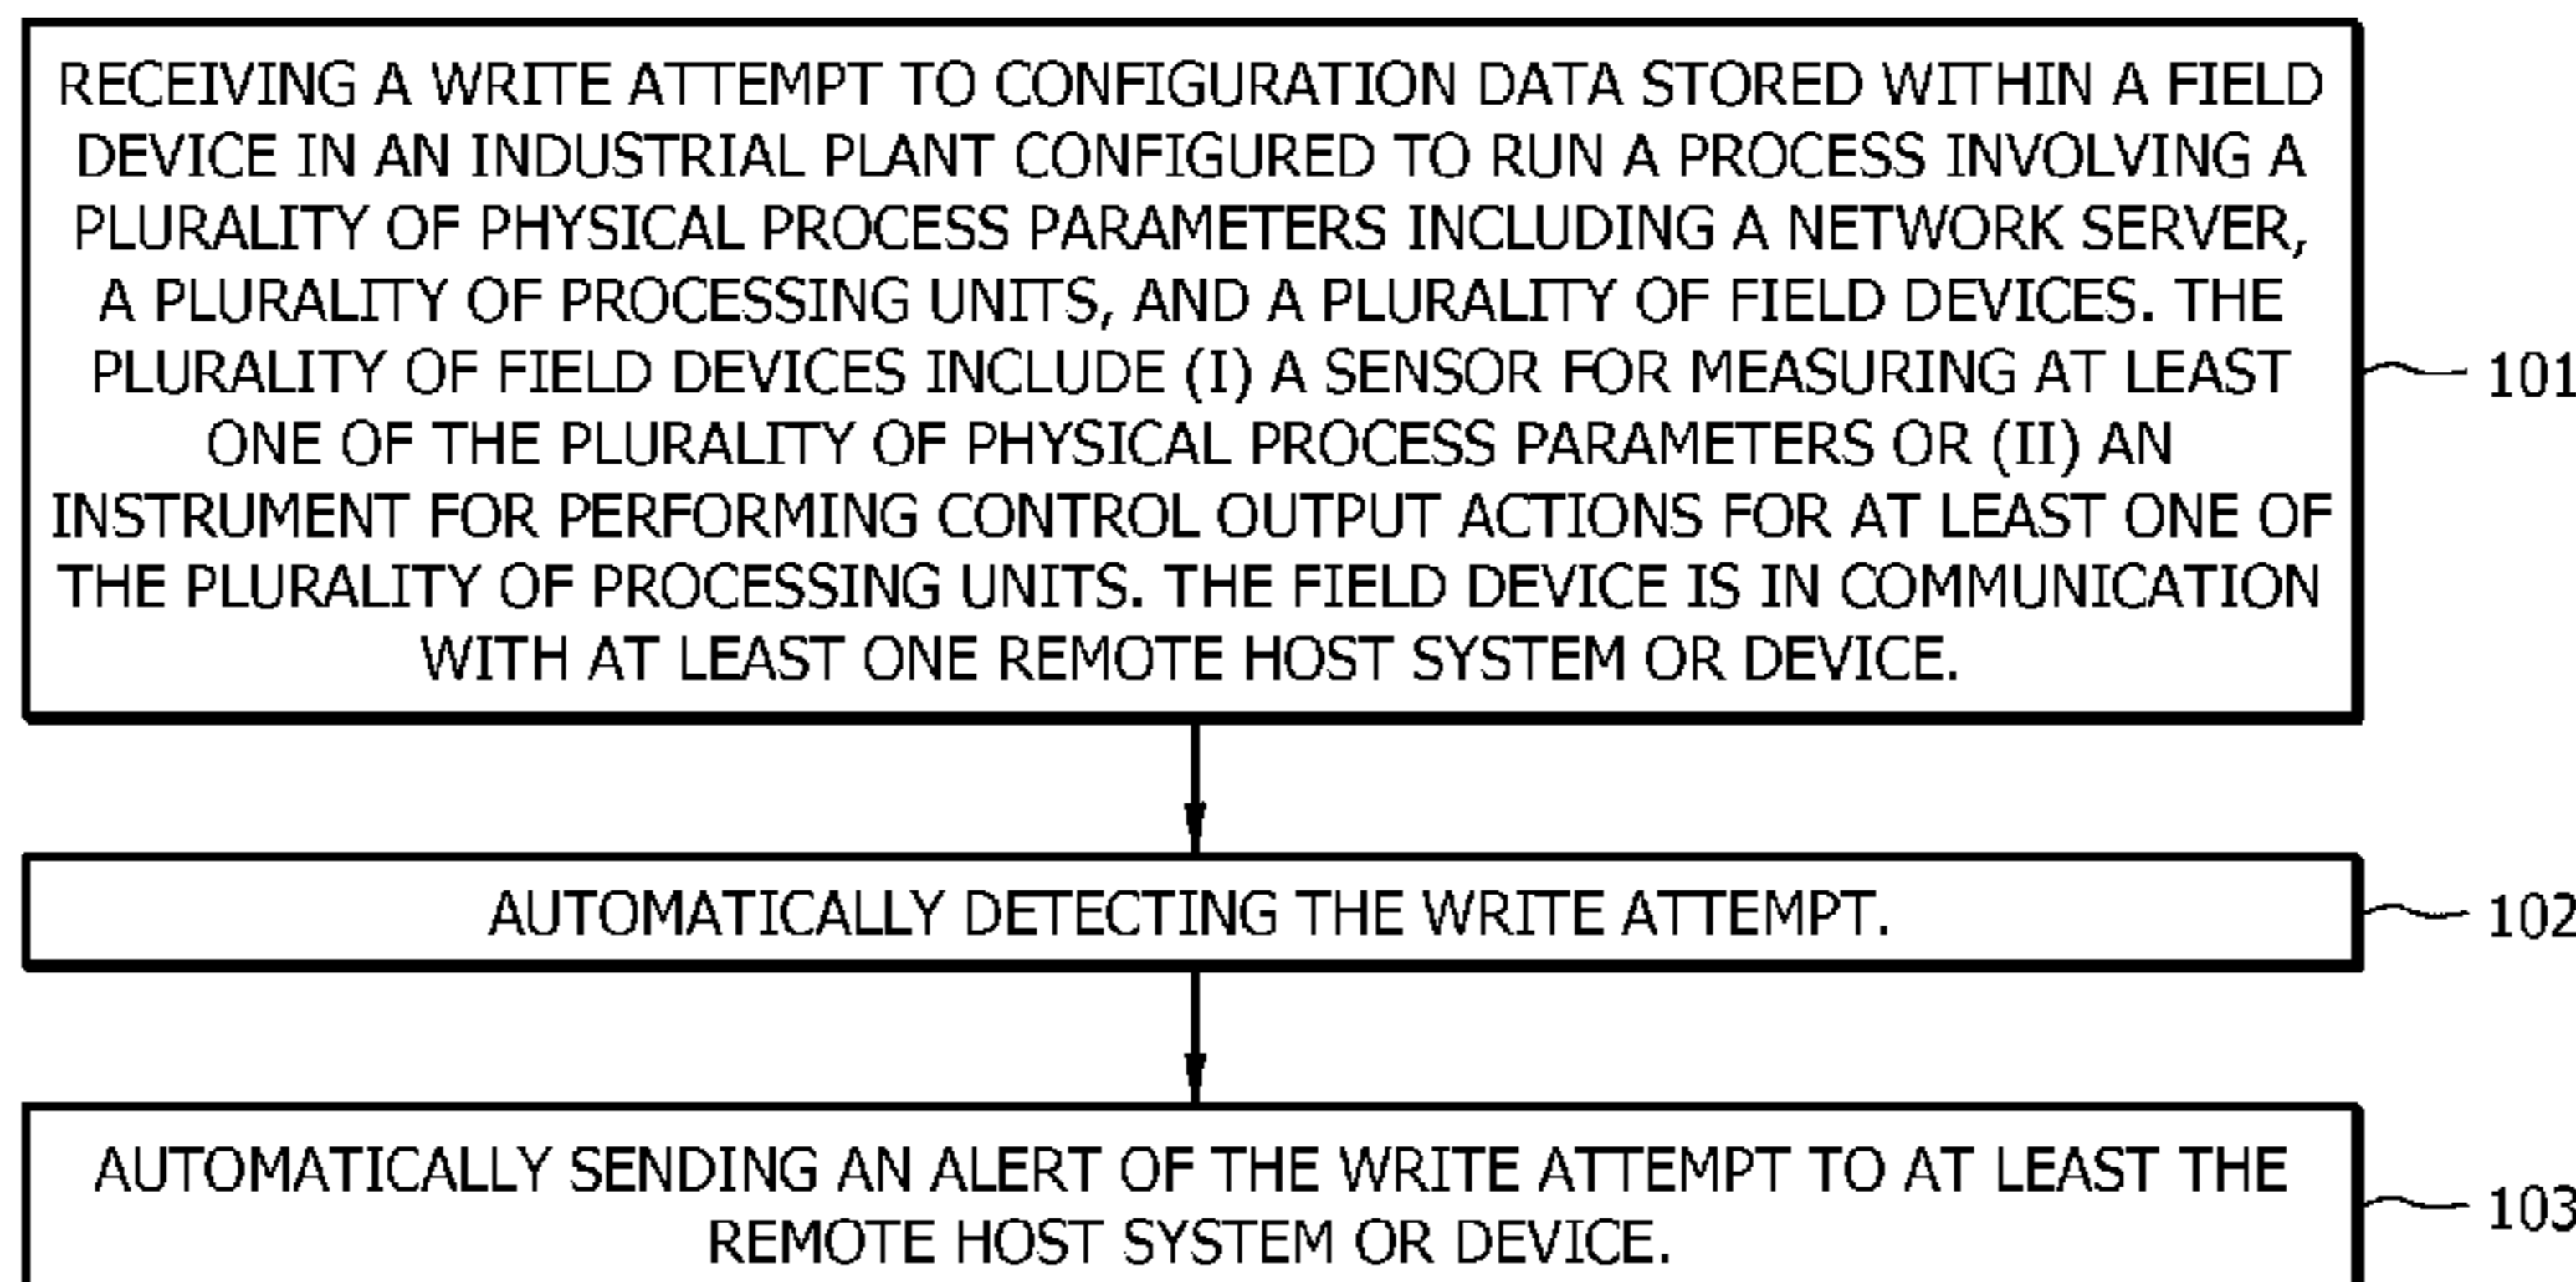 RECEIVING A WRITE ATTEMPT TO CONFIGURATION DATA STORED WITHIN A FIELD
DEVICE IN AN INDUSTRIAL PLANT CONFIGURED TO RUN A PROCESS INVOLVING A
PLURALITY OF PHYSICAL PROCESS PARAMETERS INCLUDING A NETWORK SERVER,
A PLURALITY OF PROCESSING UNITS, AND A PLURALITY OF FIELD DEVICES. THE
PLURALITY OF FIELD DEVICES INCLUDE (I) A SENSOR FOR MEASURING AT LEAST
ONE OF THE PLURALITY OF PHYSICAL PROCESS PARAMETERS OR (II) AN
INSTRUMENT FOR PERFORMING CONTROL OUTPUT ACTIONS FOR AT LEAST ONE OF
THE PLURALITY OF PROCESSING UNITS. THE FIELD DEVICE IS IN COMMUNICATION
WITH AT LEAST ONE REMOTE HOST SYSTEM OR DEVICE.
101
AUTOMATICALLY DETECTING THE WRITE ATTEMPT.
102
AUTOMATICALLY SENDING AN ALERT OF THE WRITE ATTEMPT TO AT LEAST THE
REMOTE HOST SYSTEM OR DEVICE.
103